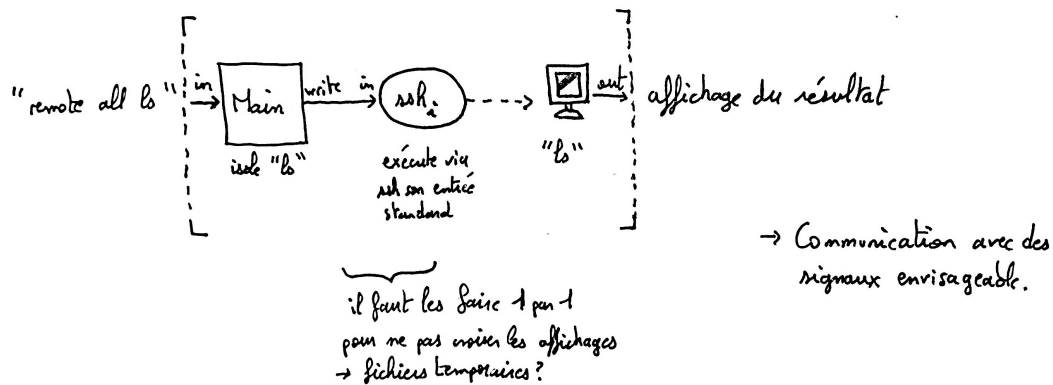 "remote all ls"
in
Main
write in
ssh i
out
affichage du résultat
isole "ls"
exécute via
ssh son entrée
standard
"ls"
→ Communication avec des
signaux envisageable.
il faut les faire 1 par 1
pour ne pas croiser les affichages
→ fichiers temporaires ?